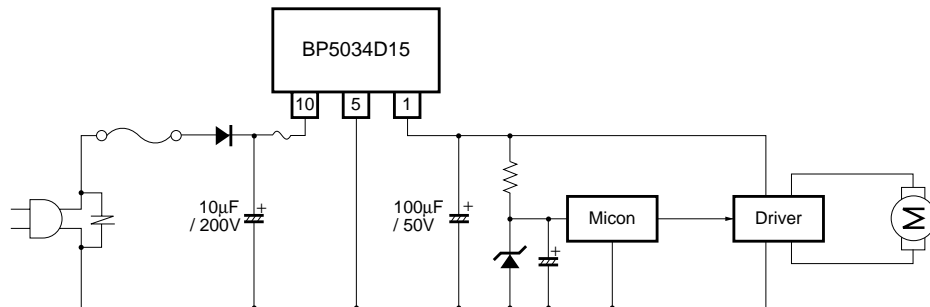 BP5034D15
10
5
1
10μF
/ 200V
+
100μF
/ 50V
+
+
Micon
Driver
M